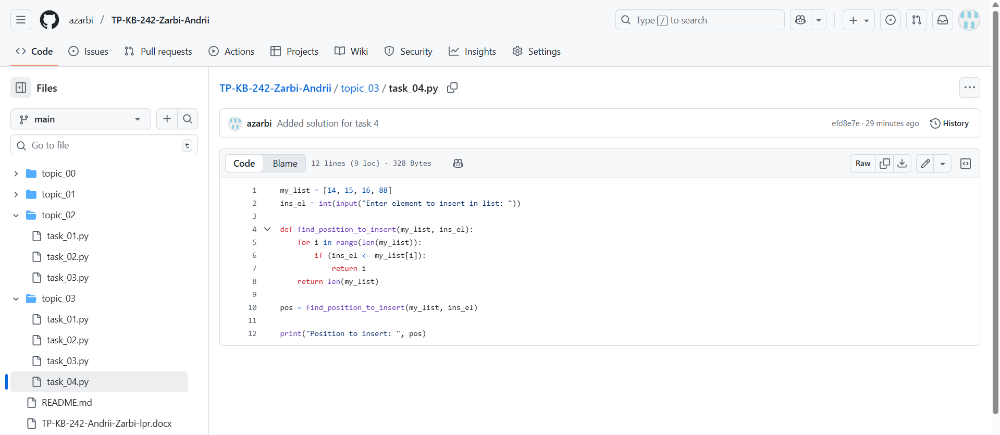 azarbi / TP-KB-242-Zarbi-Andrii
Type / to search
Code Issues Pull requests Actions Projects Wiki Security Insights Settings
Files
main
Go to file
t
topic_00
topic_01
topic_02
task_01.py
task_02.py
task_03.py
topic_03
task_01.py
task_02.py
task_03.py
task_04.py
README.md
TP-KB-242-Andrii-Zarbi-lpr.docx
TP-KB-242-Zarbi-Andrii / topic_03 / task_04.py
azarbi Added solution for task 4
efd8e7e · 29 minutes ago
History
Code Blame 12 lines (9 loc) · 328 Bytes
Raw
1 my_list = [14, 15, 16, 88]
2 ins_el = int(input("Enter element to insert in list: "))
3
4 def find_position_to_insert(my_list, ins_el):
5     for i in range(len(my_list)):
6         if (ins_el <= my_list[i]):
7             return i
8     return len(my_list)
9
10 pos = find_position_to_insert(my_list, ins_el)
11
12 print("Position to insert: ", pos)